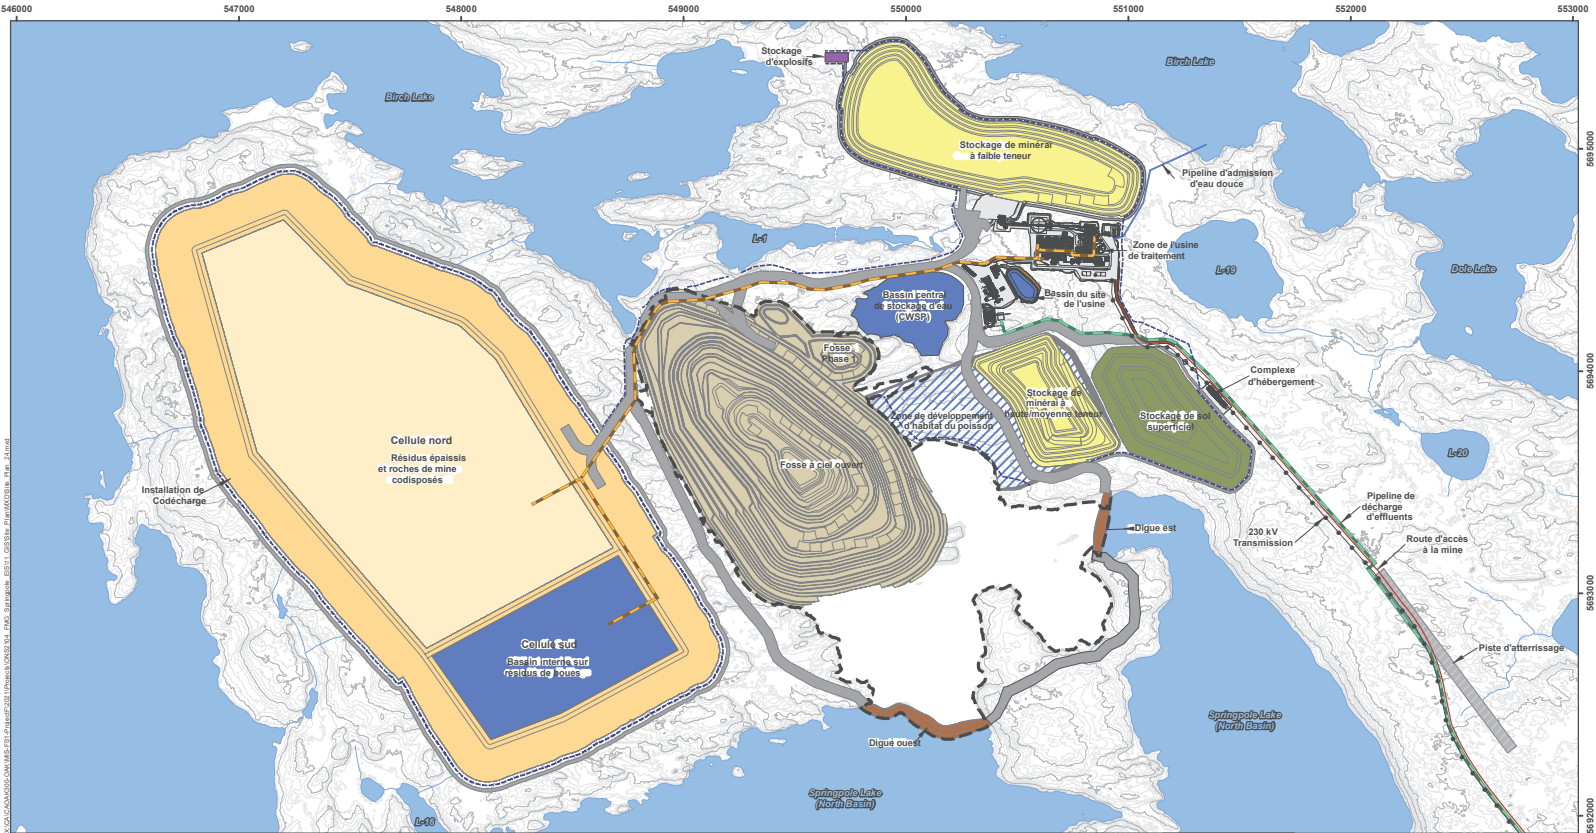 546000
547000
548000
549000
550000
551000
552000
553000
Stockage
d'explosifs
Birch Lake
Birch Lake
5695000
Stockage de minéral
à faible teneur
Pipeline d'admission
d'eau douce
L-1
Zone de l'usine
de traitement
L-19
Dole Lake
Bassin central
de stockage d'eau
(CWSP)
Bassin du site
de l'usine
Fosse
Phase 1
5694000
Complexe
d'hébergement
Stockage de
minérai à
haute/moyenne teneur
Zone de développement
d'habitat du poisson
Stockage de sol
superficiel
Cellule nord
Résidus épaissis
et roches de mine
codisposés
Fosse à ciel ouvert
L-20
Installation de
Codécharge
Pipeline de
décharge
d'effluents
Digue est
230 kV
Transmission
Route d'accès
à la mine
5693000
Cellule sud
Bassin interne sur
résidus de boues
Piste d'atterrissage
Springpole Lake
(North Basin)
Digue ouest
Springpole Lake
(North Basin)
L-16
5692000